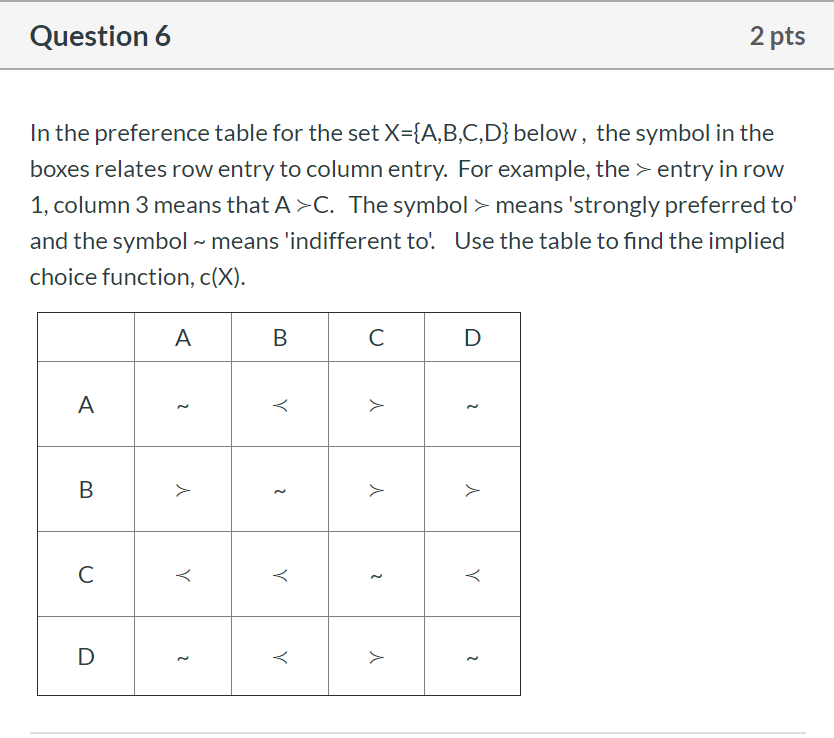 Question 6 2 pts
In the preference table for the set X={A,B,C,D} below , the symbol in the
boxes relates row entry to column entry. For example, the ≻ entry in row
1, column 3 means that A ≻C. The symbol ≻ means 'strongly preferred to'
and the symbol ~ means 'indifferent to'. Use the table to find the implied
choice function, c(X).
A B C D
A ~ ≺ ≻ ~
B ≻ ~ ≻ ≻
C ≺ ≺ ~ ≺
D ~ ≺ ≻ ~